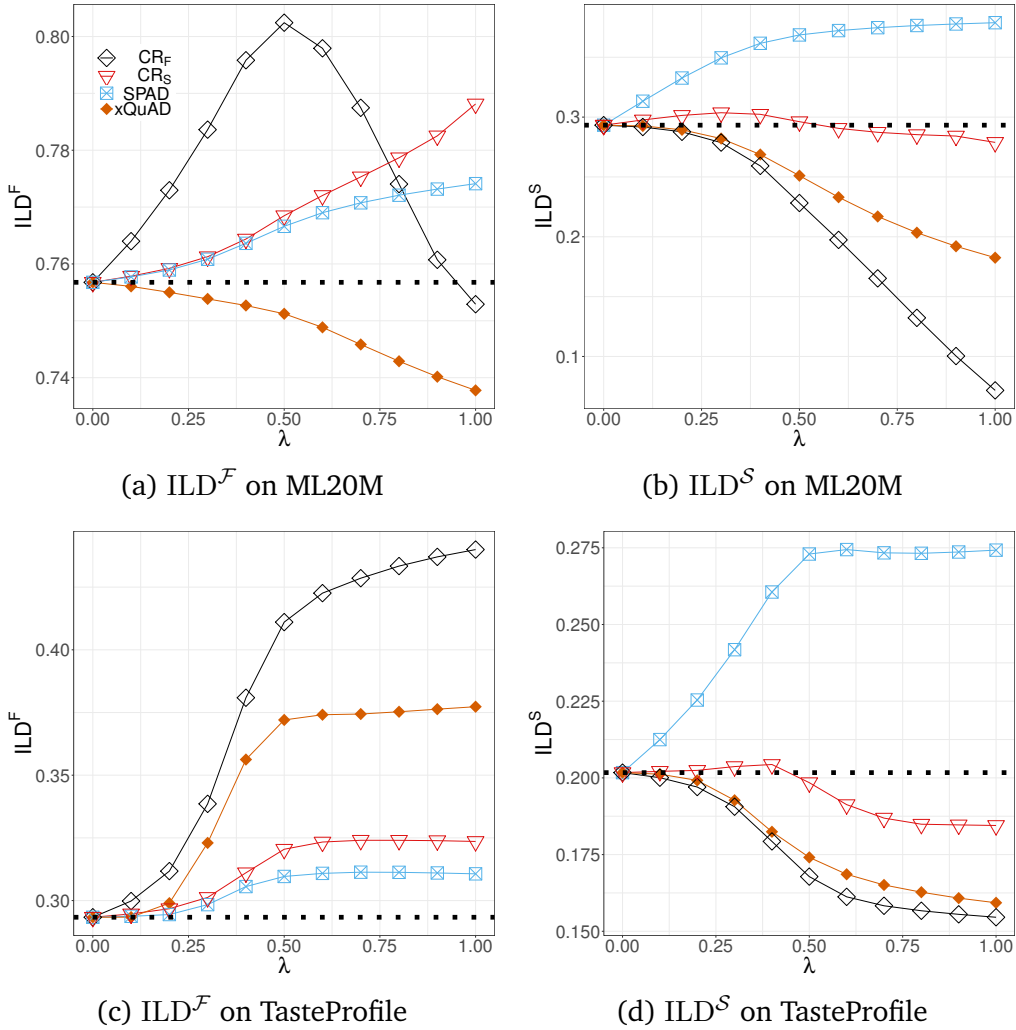 0.80
0.78
0.76
0.74
ILD^F
CR_F
CR_S
SPAD
xQuAD
0.00 0.25 0.50 0.75 1.00
λ
(a) ILD^ℱ on ML20M
0.3
0.2
0.1
ILD^S
0.00 0.25 0.50 0.75 1.00
λ
(b) ILD^𝒮 on ML20M
0.40
0.35
0.30
ILD^F
0.00 0.25 0.50 0.75 1.00
λ
(c) ILD^ℱ on TasteProfile
0.275
0.250
0.225
0.200
0.175
0.150
ILD^S
0.00 0.25 0.50 0.75 1.00
λ
(d) ILD^𝒮 on TasteProfile